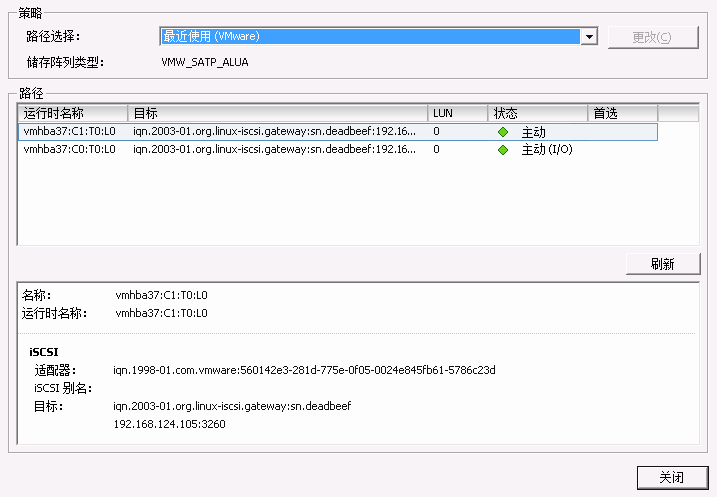 策略
路径选择： 最近使用 (VMware) 更改(C)
储存阵列类型： VMW_SATP_ALUA
路径
运行时名称 目标 LUN 状态 首选
vmhba37:C1:T0:L0 iqn.2003-01.org.linux-iscsi.gateway:sn.deadbeef:192.16... 0 主动
vmhba37:C0:T0:L0 iqn.2003-01.org.linux-iscsi.gateway:sn.deadbeef:192.16... 0 主动 (I/O)
刷新
名称： vmhba37:C1:T0:L0
运行时名称： vmhba37:C1:T0:L0
iSCSI
适配器： iqn.1998-01.com.vmware:560142e3-281d-775e-0f05-0024e845fb61-5786c23d
iSCSI 别名：
目标： iqn.2003-01.org.linux-iscsi.gateway:sn.deadbeef
192.168.124.105:3260
关闭